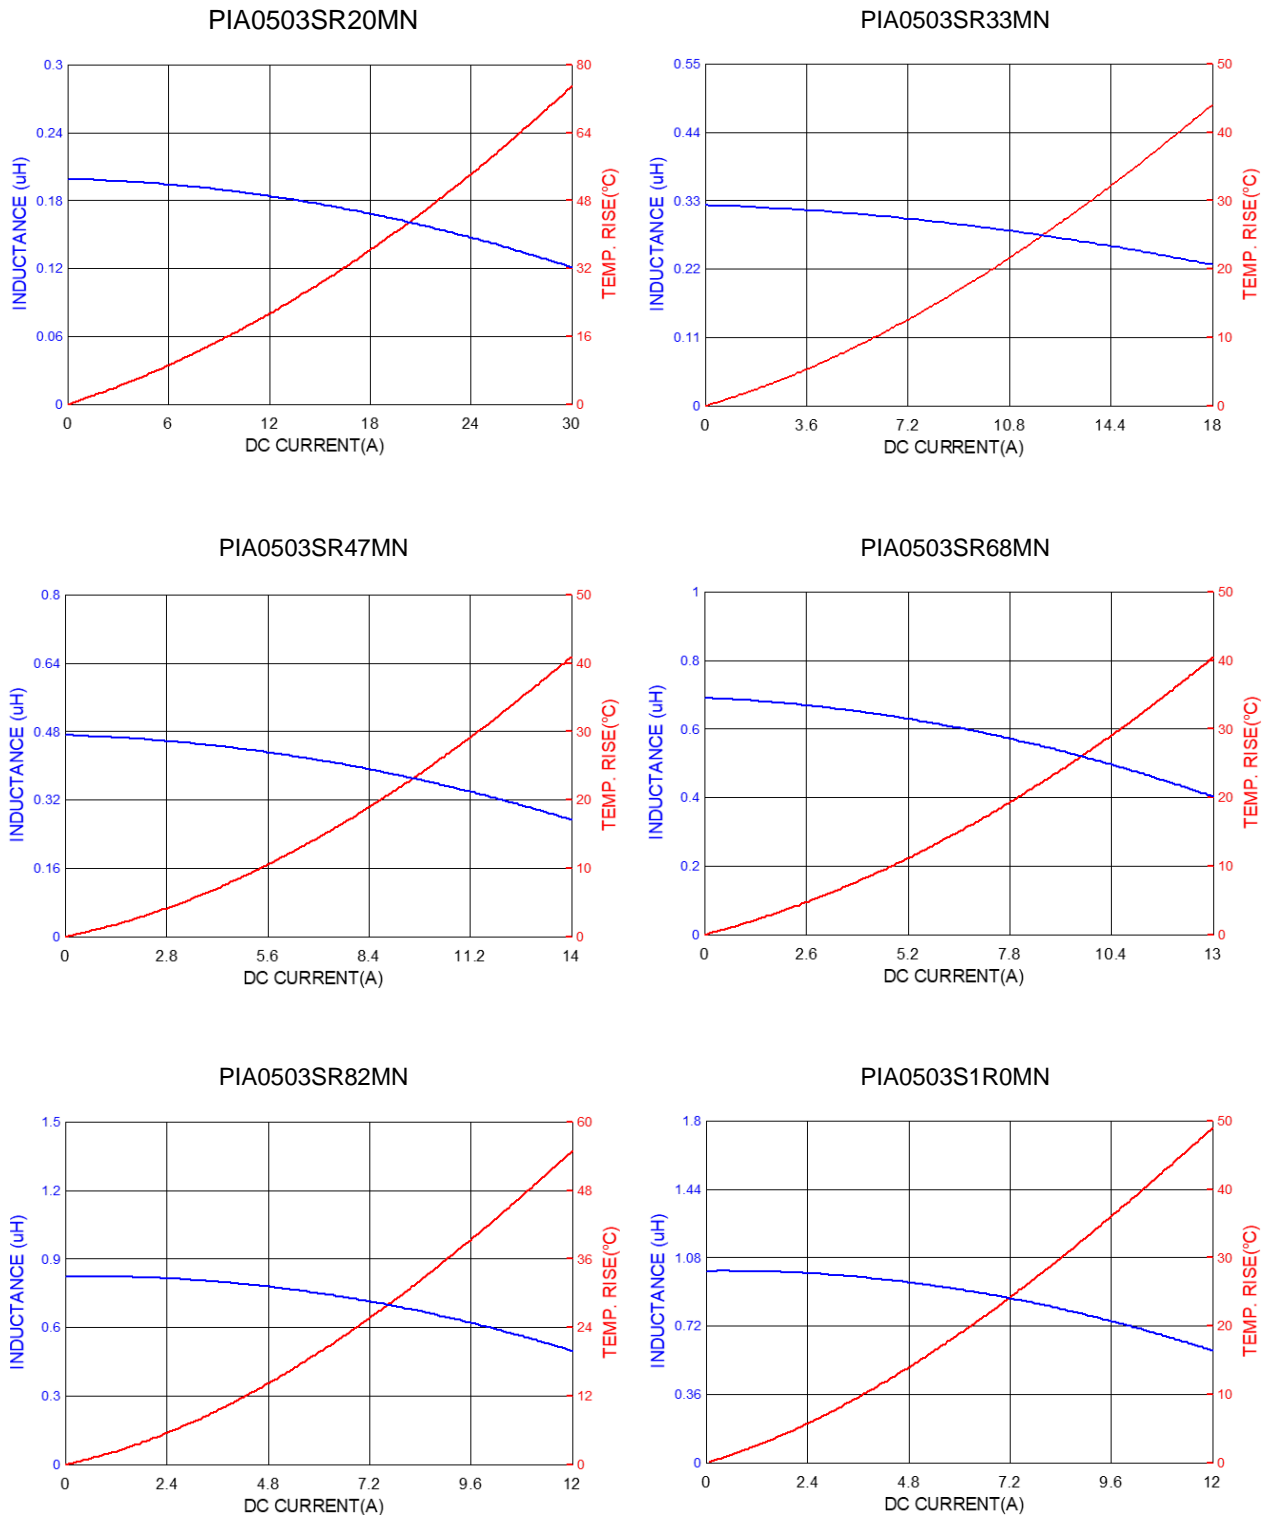 PIA0503SR20MN
0.3
0.24
0.18
0.12
0.06
0
INDUCTANCE (uH)
80
64
48
32
16
0
TEMP. RISE(ºC)
0 6 12 18 24 30
DC CURRENT(A)
PIA0503SR33MN
0.55
0.44
0.33
0.22
0.11
0
INDUCTANCE (uH)
50
40
30
20
10
0
TEMP. RISE(ºC)
0 3.6 7.2 10.8 14.4 18
DC CURRENT(A)
PIA0503SR47MN
0.8
0.64
0.48
0.32
0.16
0
INDUCTANCE (uH)
50
40
30
20
10
0
TEMP. RISE(ºC)
0 2.8 5.6 8.4 11.2 14
DC CURRENT(A)
PIA0503SR68MN
1
0.8
0.6
0.4
0.2
0
INDUCTANCE (uH)
50
40
30
20
10
0
TEMP. RISE(ºC)
0 2.6 5.2 7.8 10.4 13
DC CURRENT(A)
PIA0503SR82MN
1.5
1.2
0.9
0.6
0.3
0
INDUCTANCE (uH)
60
48
36
24
12
0
TEMP. RISE(ºC)
0 2.4 4.8 7.2 9.6 12
DC CURRENT(A)
PIA0503S1R0MN
1.8
1.44
1.08
0.72
0.36
0
INDUCTANCE (uH)
50
40
30
20
10
0
TEMP. RISE(ºC)
0 2.4 4.8 7.2 9.6 12
DC CURRENT(A)